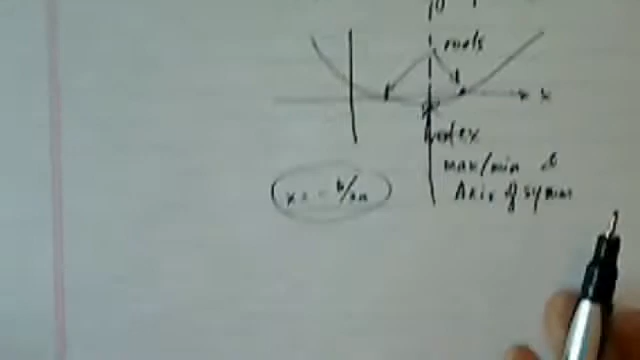 roots
x
vertex
max/min
x = -b/2a
Axis of symm